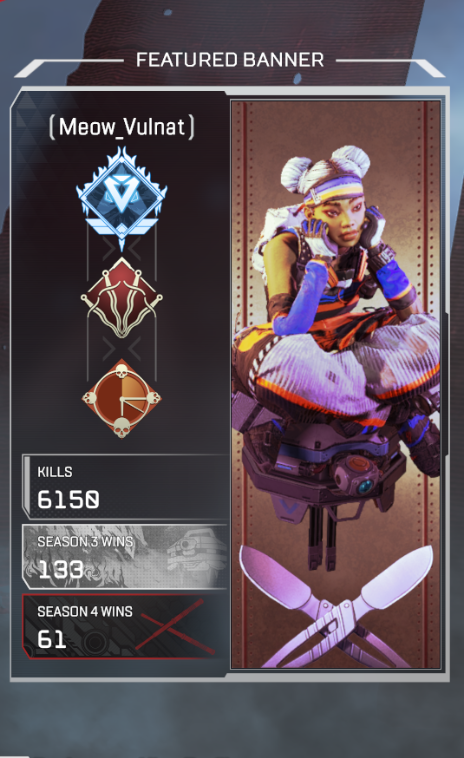 FEATURED BANNER
[Meow_Vulnat]
KILLS
6150
SEASON 3 WINS
133
SEASON 4 WINS
61